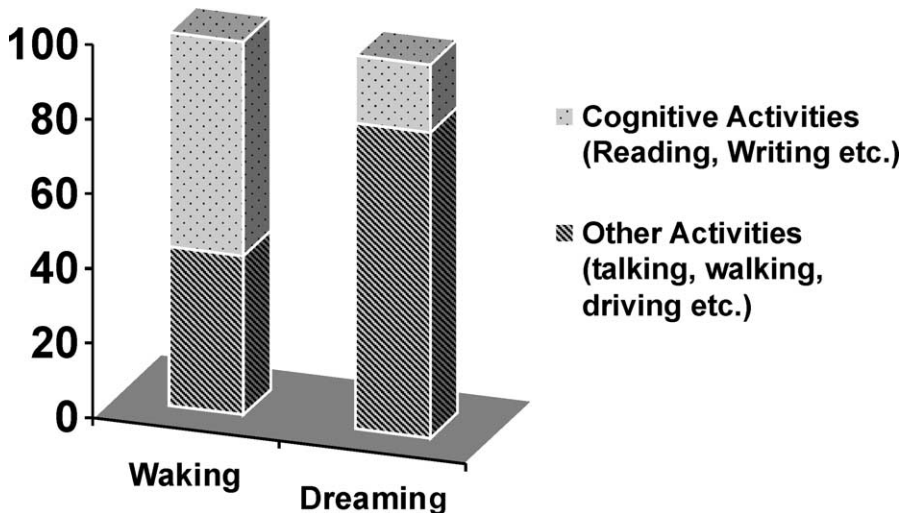 100
80
60
40
20
0
Waking
Dreaming
Cognitive Activities
(Reading, Writing etc.)
Other Activities
(talking, walking,
driving etc.)